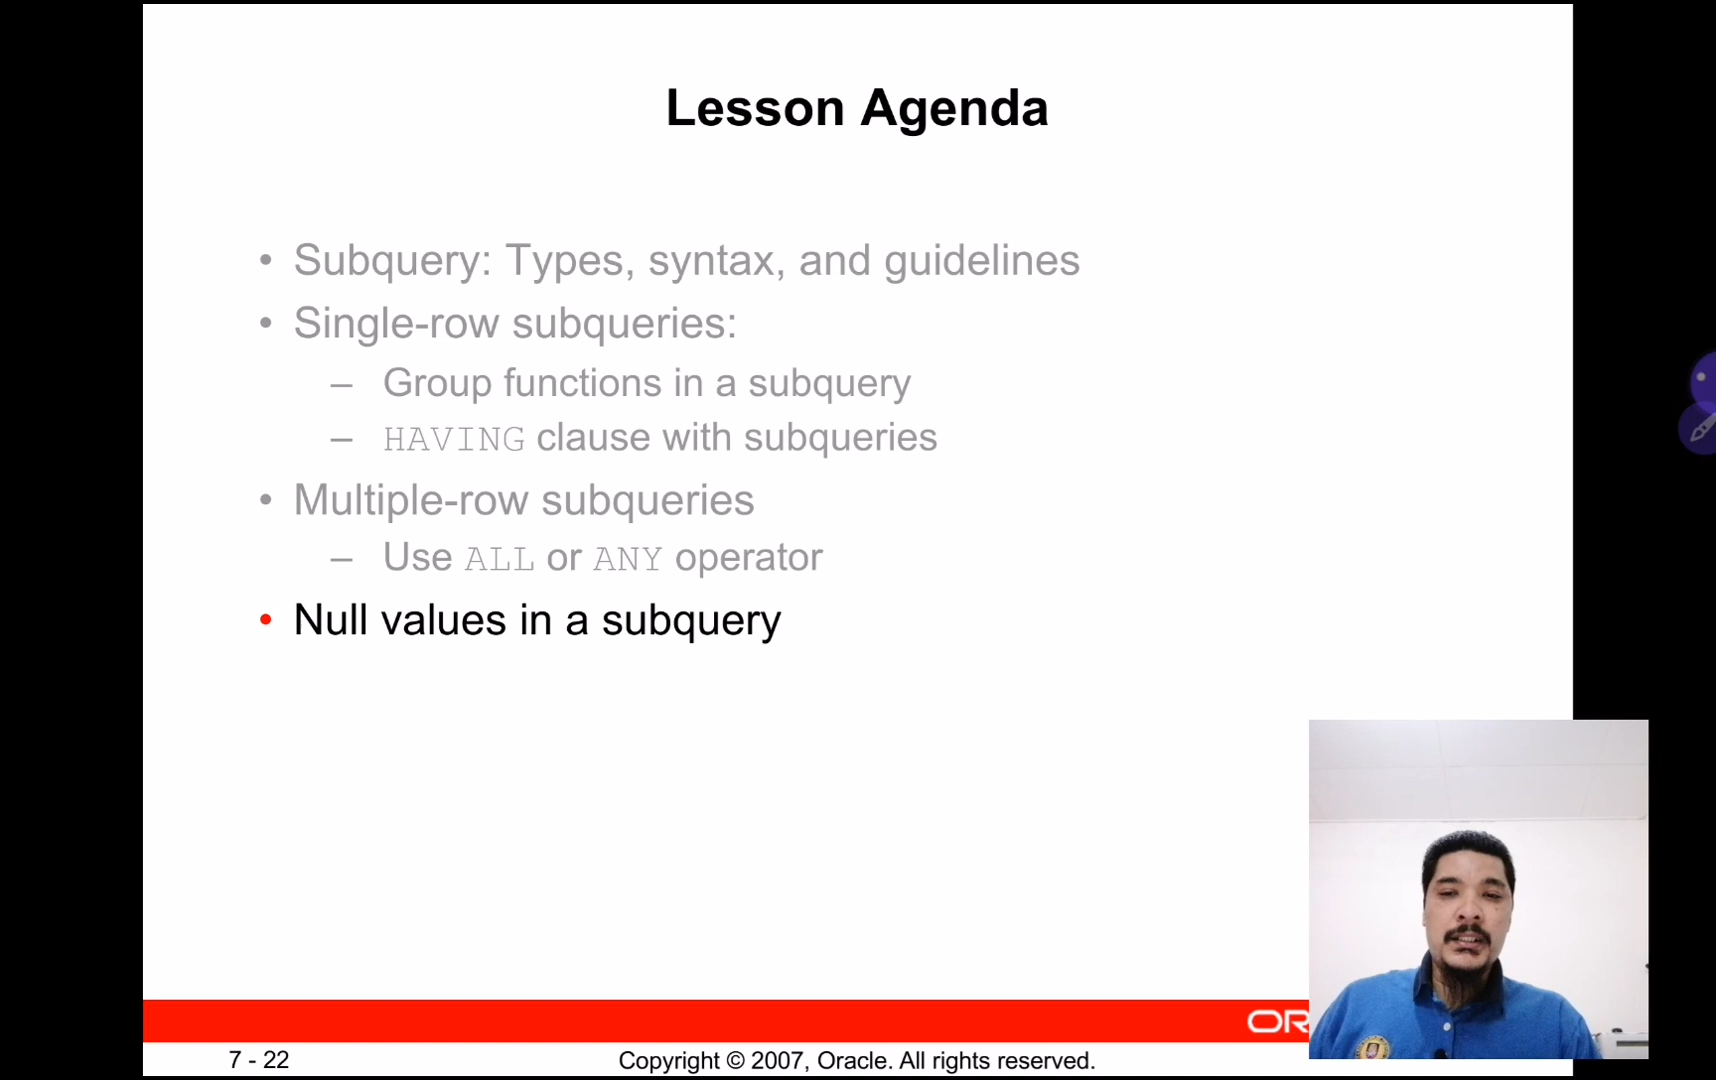 Lesson Agenda
• Subquery: Types, syntax, and guidelines
• Single-row subqueries:
– Group functions in a subquery
– HAVING clause with subqueries
• Multiple-row subqueries
– Use ALL or ANY operator
• Null values in a subquery
OR
7 - 22
Copyright © 2007, Oracle. All rights reserved.